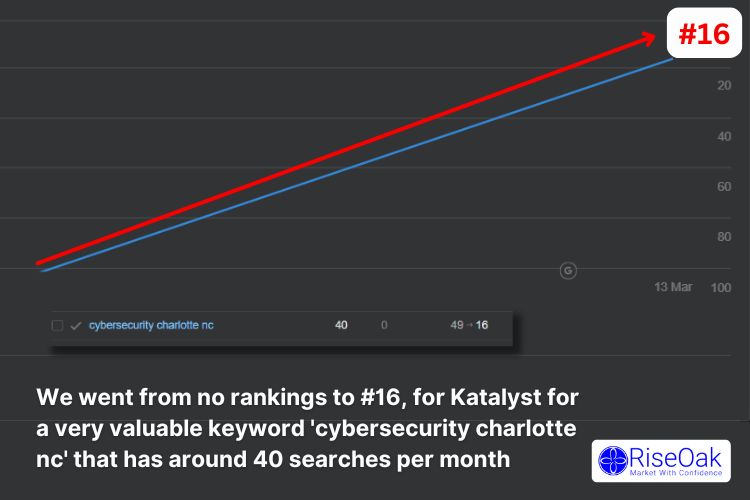 #16
20
40
60
80
G
13 Mar 100
cybersecurity charlotte nc 40 0 49 → 16
We went from no rankings to #16, for Katalyst for
a very valuable keyword 'cybersecurity charlotte
nc' that has around 40 searches per month
RiseOak
Market With Confidence